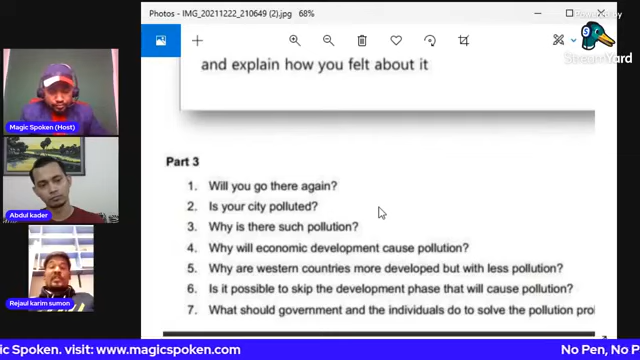 Photos - IMG_20211222_210649 (2).jpg 68%
Powered by
StreamYard
and explain how you felt about it
Magic Spoken (Host)
Part 3
1. Will you go there again?
2. Is your city polluted?
Abdul kader
3. Why is there such pollution?
4. Why will economic development cause pollution?
5. Why are western countries more developed but with less pollution?
6. Is it possible to skip the development phase that will cause pollution?
Rejaul karim sumon
7. What should government and the individuals do to solve the pollution pro
Magic Spoken. visit: www.magicspoken.com
No Pen, No P